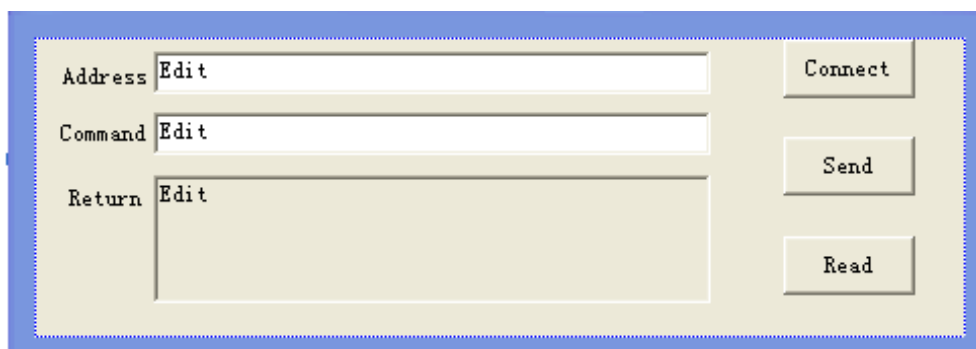 Address Edit Connect
Command Edit
Send
Return Edit
Read